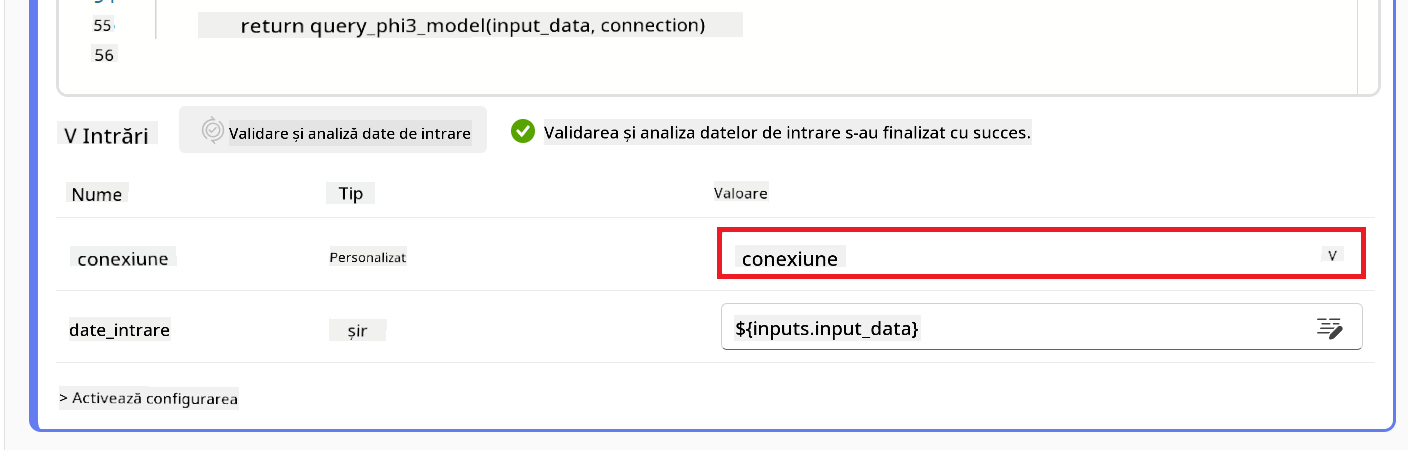 55 return query_phi3_model(input_data, connection)
56
V Intrări Validare și analiză date de intrare Validarea și analiza datelor de intrare s-au finalizat cu succes.
Nume Tip Valoare
conexiune Personalizat conexiune V
date_intrare șir ${inputs.input_data}
> Activează configurarea